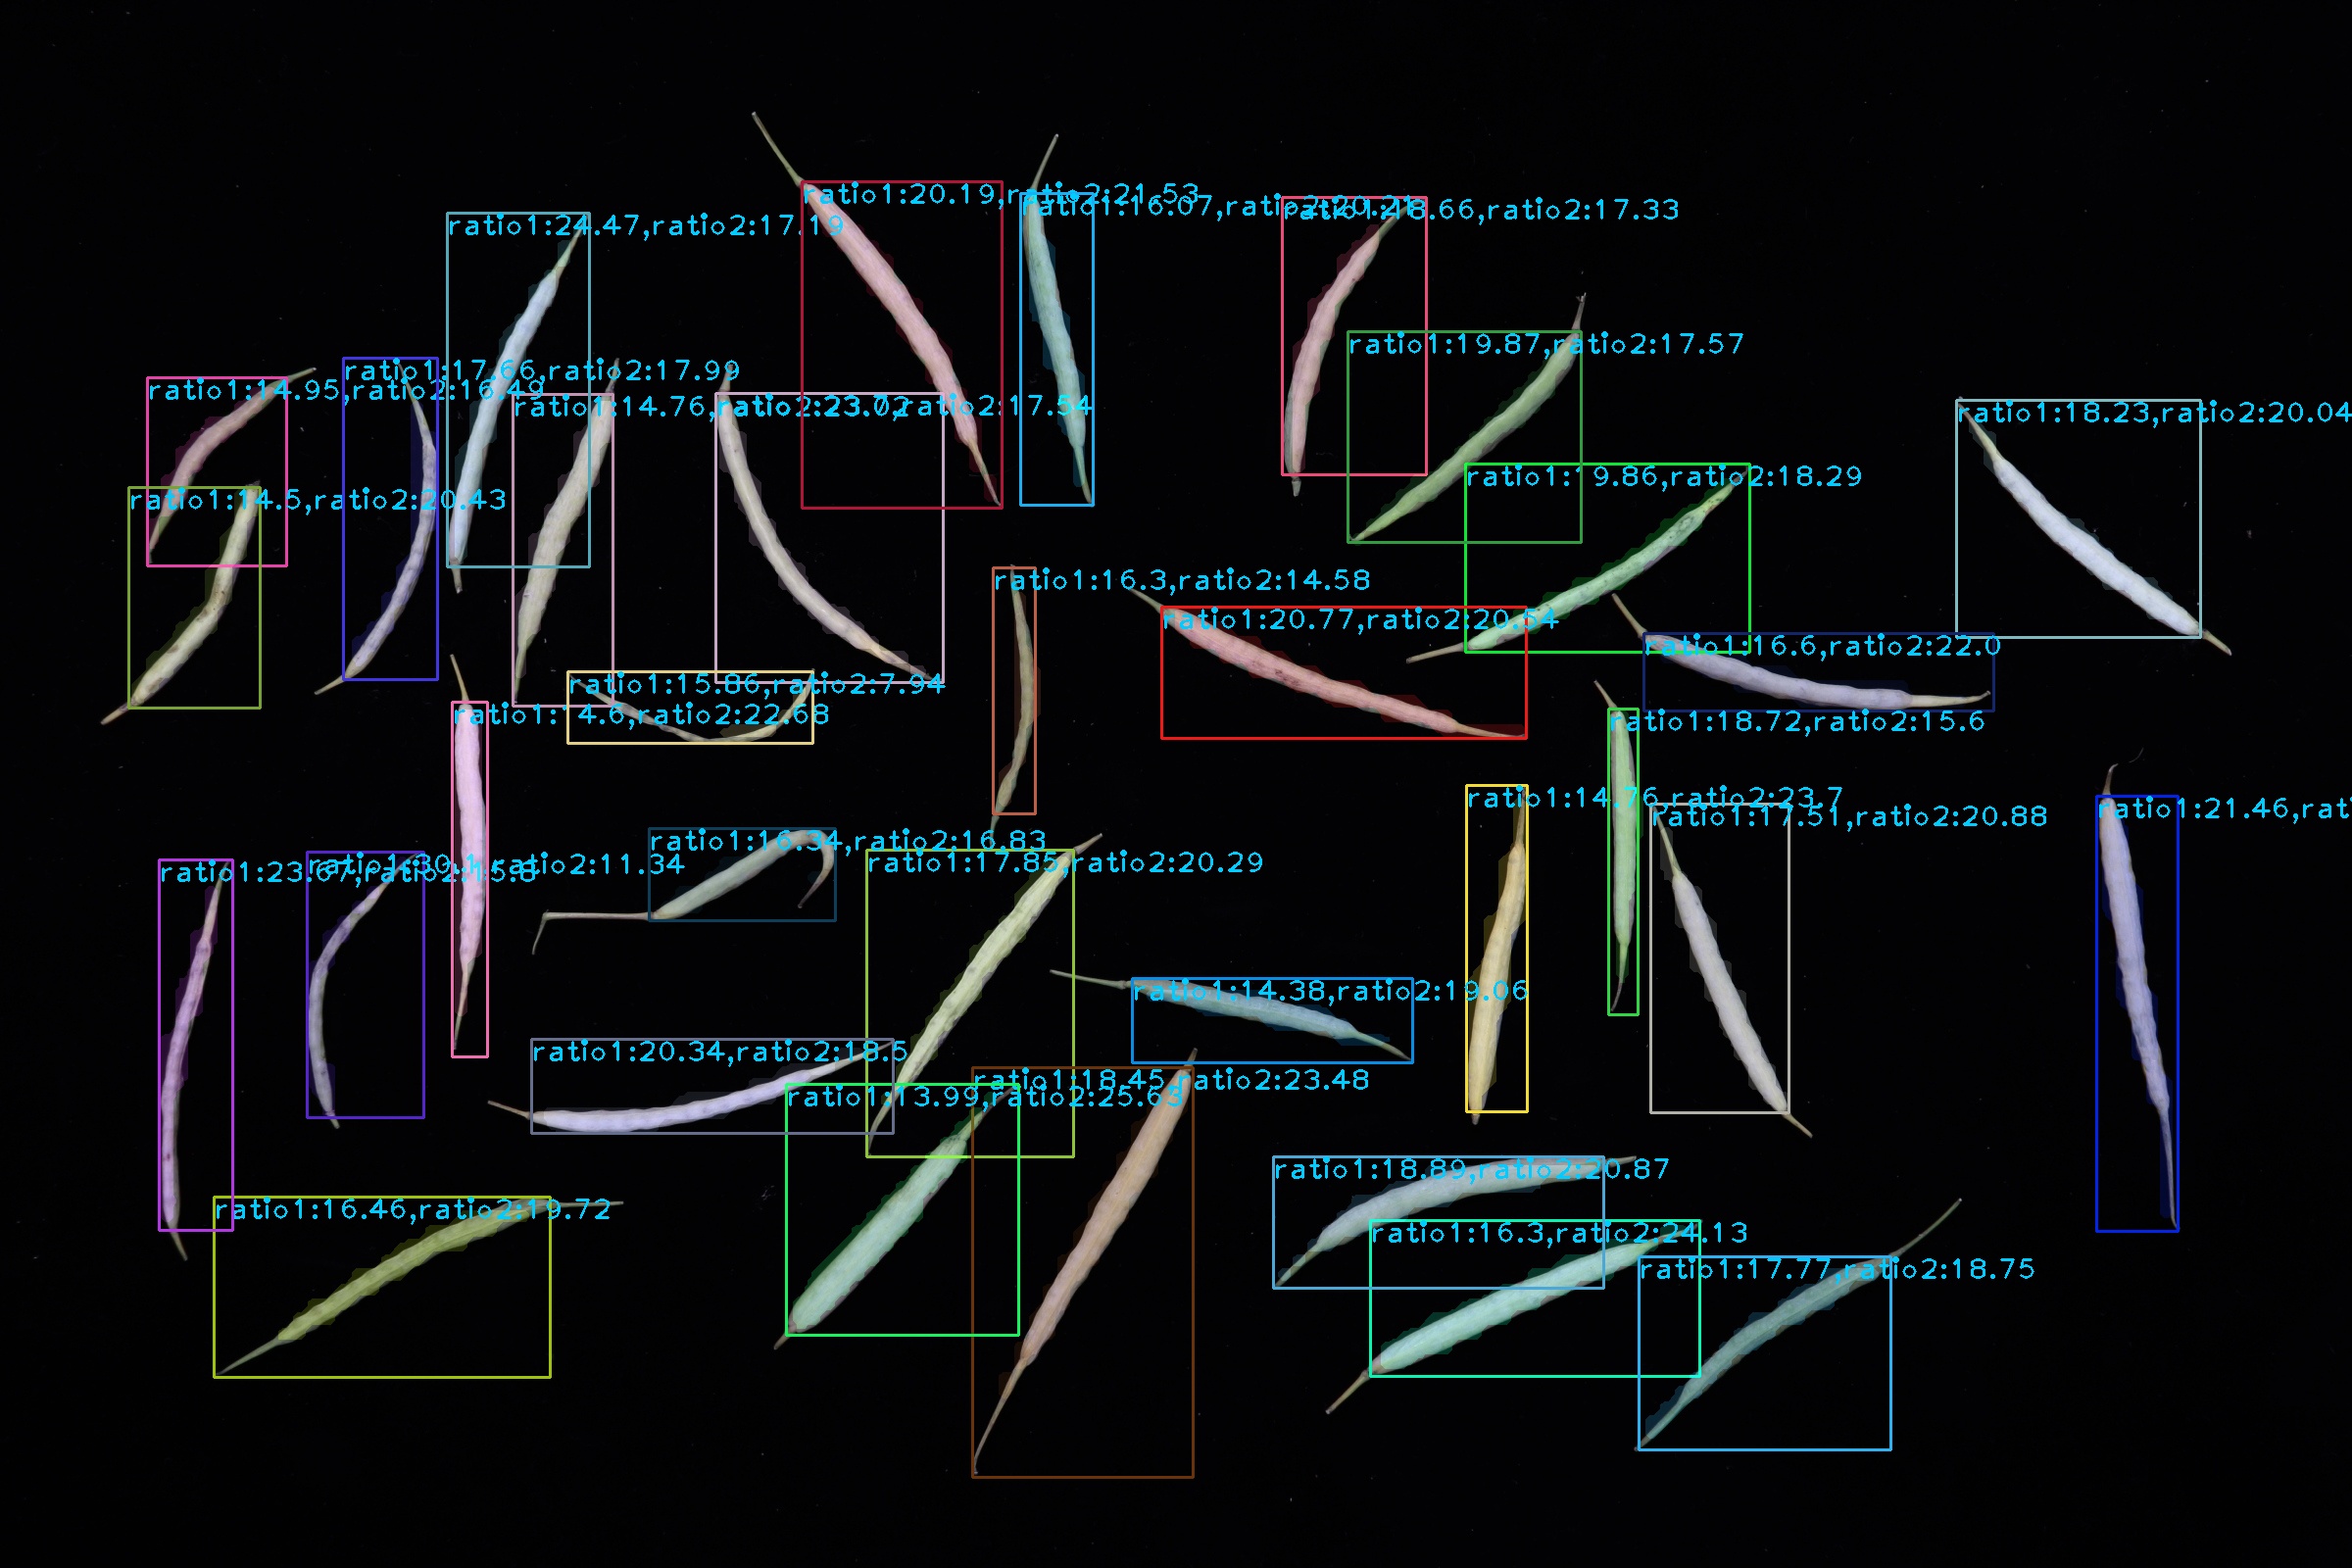 ratio1:20.19,ratio2:21.53
ratio1:16.07,ratio2:20.21
ratio1:18.66,ratio2:17.33
ratio1:24.47,ratio2:17.19
ratio1:19.87,ratio2:17.57
ratio1:17.66,ratio2:17.99
ratio1:14.95,ratio2:16.49
ratio1:14.76,ratio2:23.7
ratio2:17.54
ratio1:18.23,ratio2:20.04
ratio1:19.86,ratio2:18.29
ratio1:14.5,ratio2:20.43
ratio1:16.3,ratio2:14.58
ratio1:20.77,ratio2:20.54
ratio1:16.6,ratio2:22.0
ratio1:15.86,ratio2:7.94
ratio1:14.6,ratio2:22.68
ratio1:18.72,ratio2:15.6
ratio1:14.76,ratio2:23.7
ratio1:17.51,ratio2:20.88
ratio1:21.46,rat
ratio1:16.34,ratio2:16.83
ratio1:17.85,ratio2:20.29
ratio1:30.1,ratio2:11.34
ratio1:23.67,ratio2:15.8
ratio1:14.38,ratio2:19.06
ratio1:20.34,ratio2:18.5
ratio1:18.45,ratio2:23.48
ratio1:13.99,ratio2:25.63
ratio1:18.89,ratio2:20.87
ratio1:16.46,ratio2:19.72
ratio1:16.3,ratio2:24.13
ratio1:17.77,ratio2:18.75